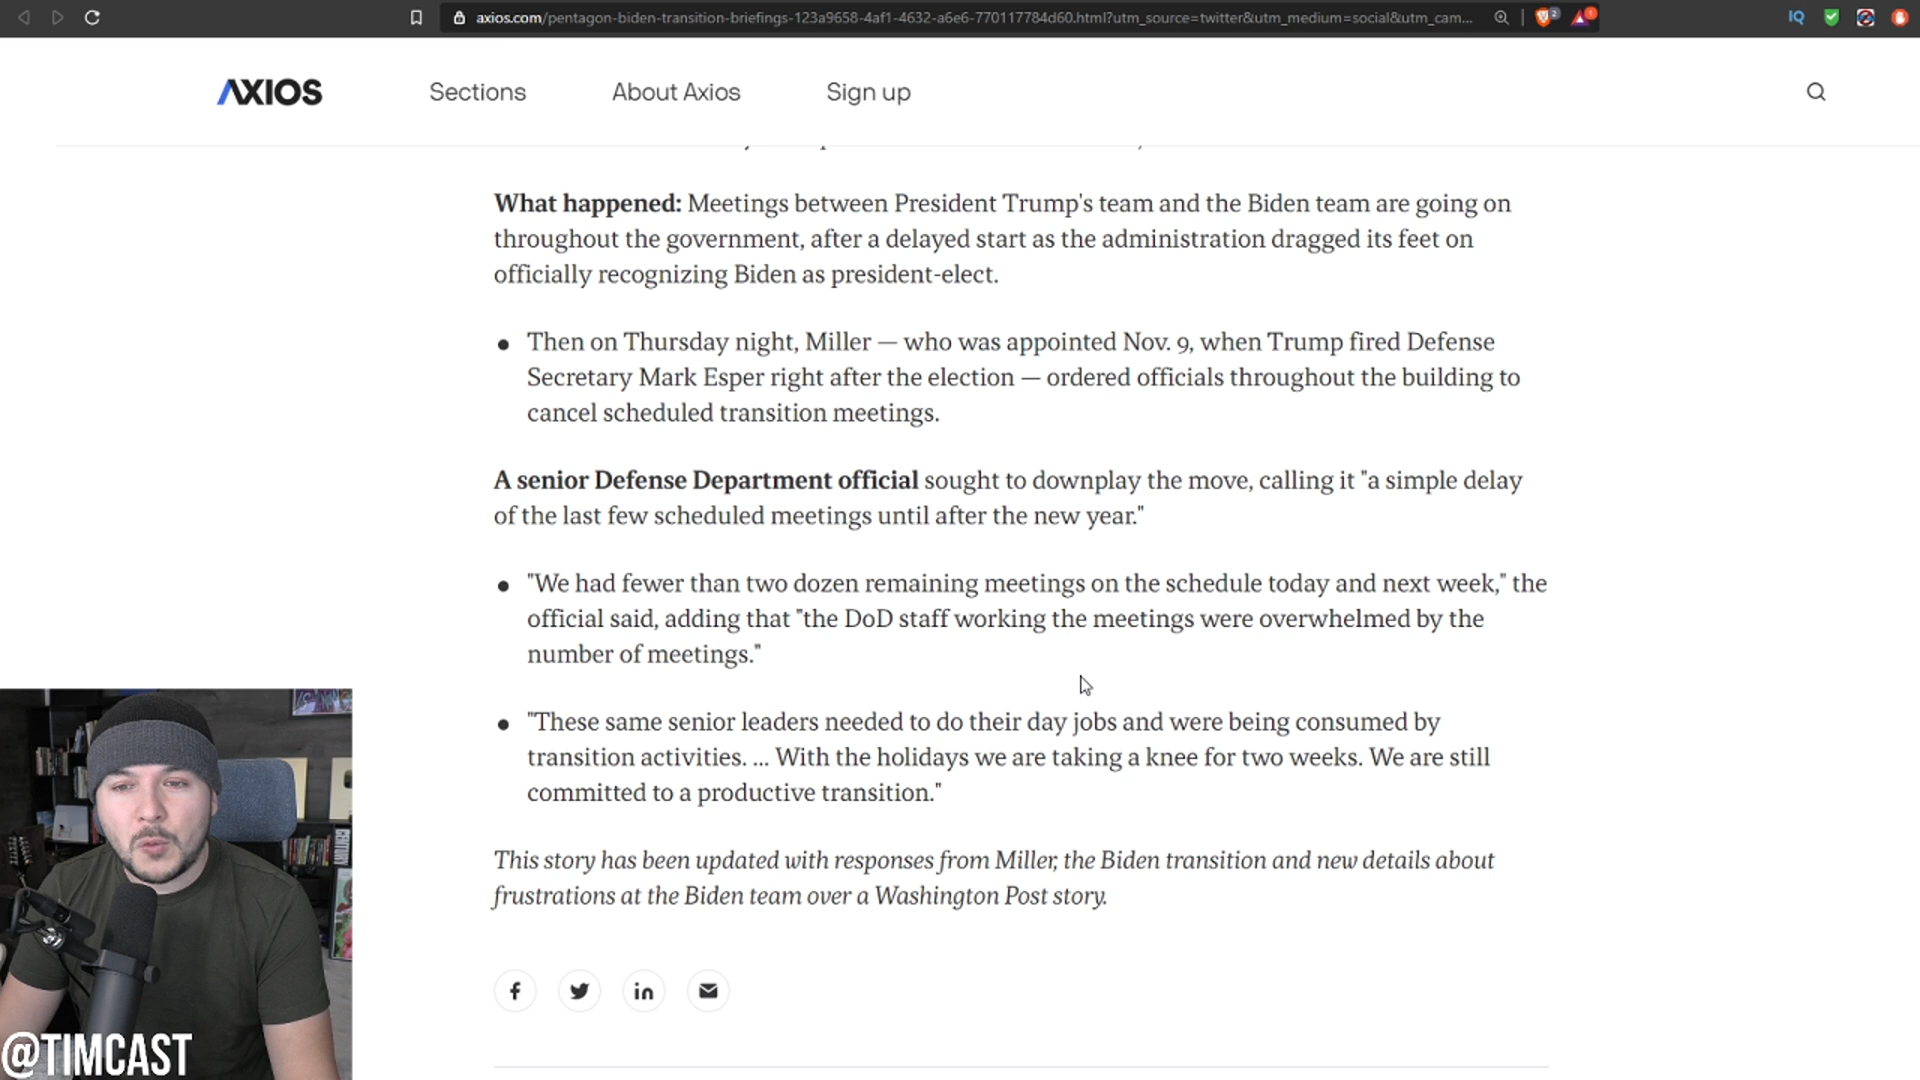 axios.com/pentagon-biden-transition-briefings-123a9658-4af1-4632-a6e6-770117784d60.html?utm_source=twitter&utm_medium=social&utm_cam...
2
1
IQ
AXIOS
Sections
About Axios
Sign up
What happened: Meetings between President Trump's team and the Biden team are going on
throughout the government, after a delayed start as the administration dragged its feet on
officially recognizing Biden as president-elect.
• Then on Thursday night, Miller — who was appointed Nov. 9, when Trump fired Defense
Secretary Mark Esper right after the election — ordered officials throughout the building to
cancel scheduled transition meetings.
A senior Defense Department official sought to downplay the move, calling it "a simple delay
of the last few scheduled meetings until after the new year."
• "We had fewer than two dozen remaining meetings on the schedule today and next week," the
official said, adding that "the DoD staff working the meetings were overwhelmed by the
number of meetings."
• "These same senior leaders needed to do their day jobs and were being consumed by
transition activities. ... With the holidays we are taking a knee for two weeks. We are still
committed to a productive transition."
This story has been updated with responses from Miller, the Biden transition and new details about
frustrations at the Biden team over a Washington Post story.
@TIMCAST